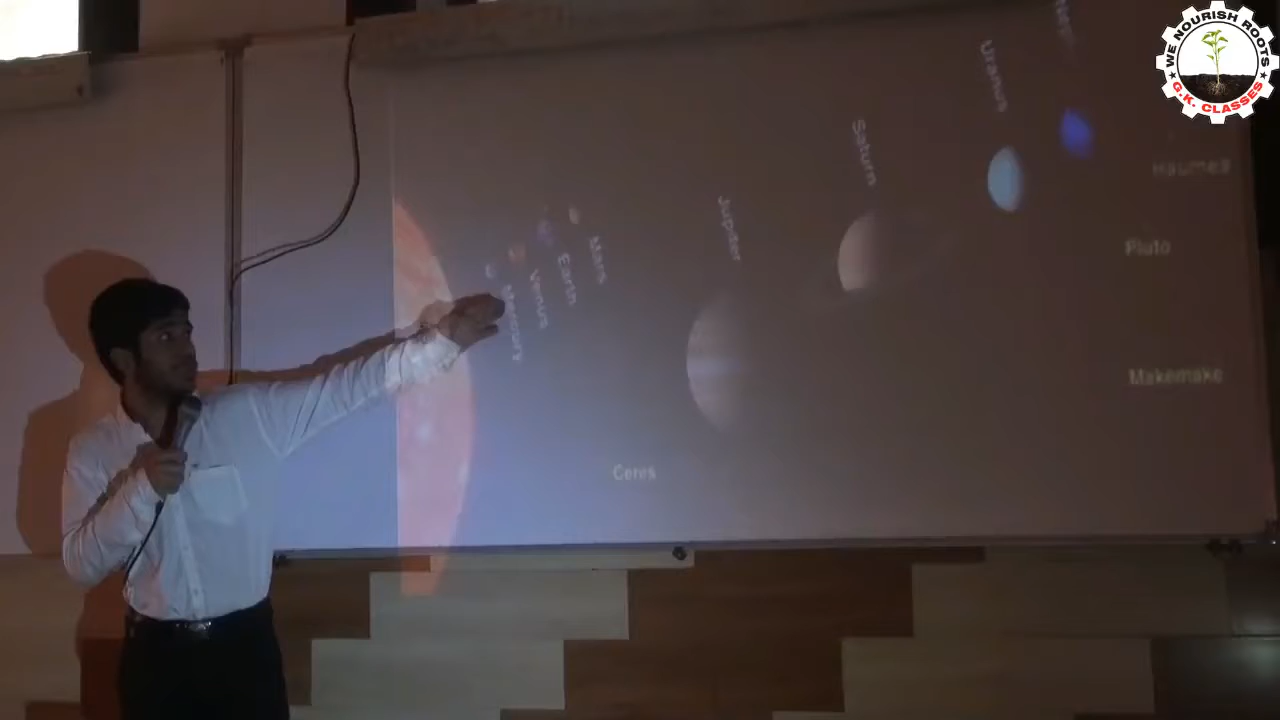 WE NOURISH ROOTS
G.K. CLASSES
Uranus
Saturn
Haumea
Jupiter
Pluto
Mars
Earth
Venus
Mercury
Makemake
Ceres